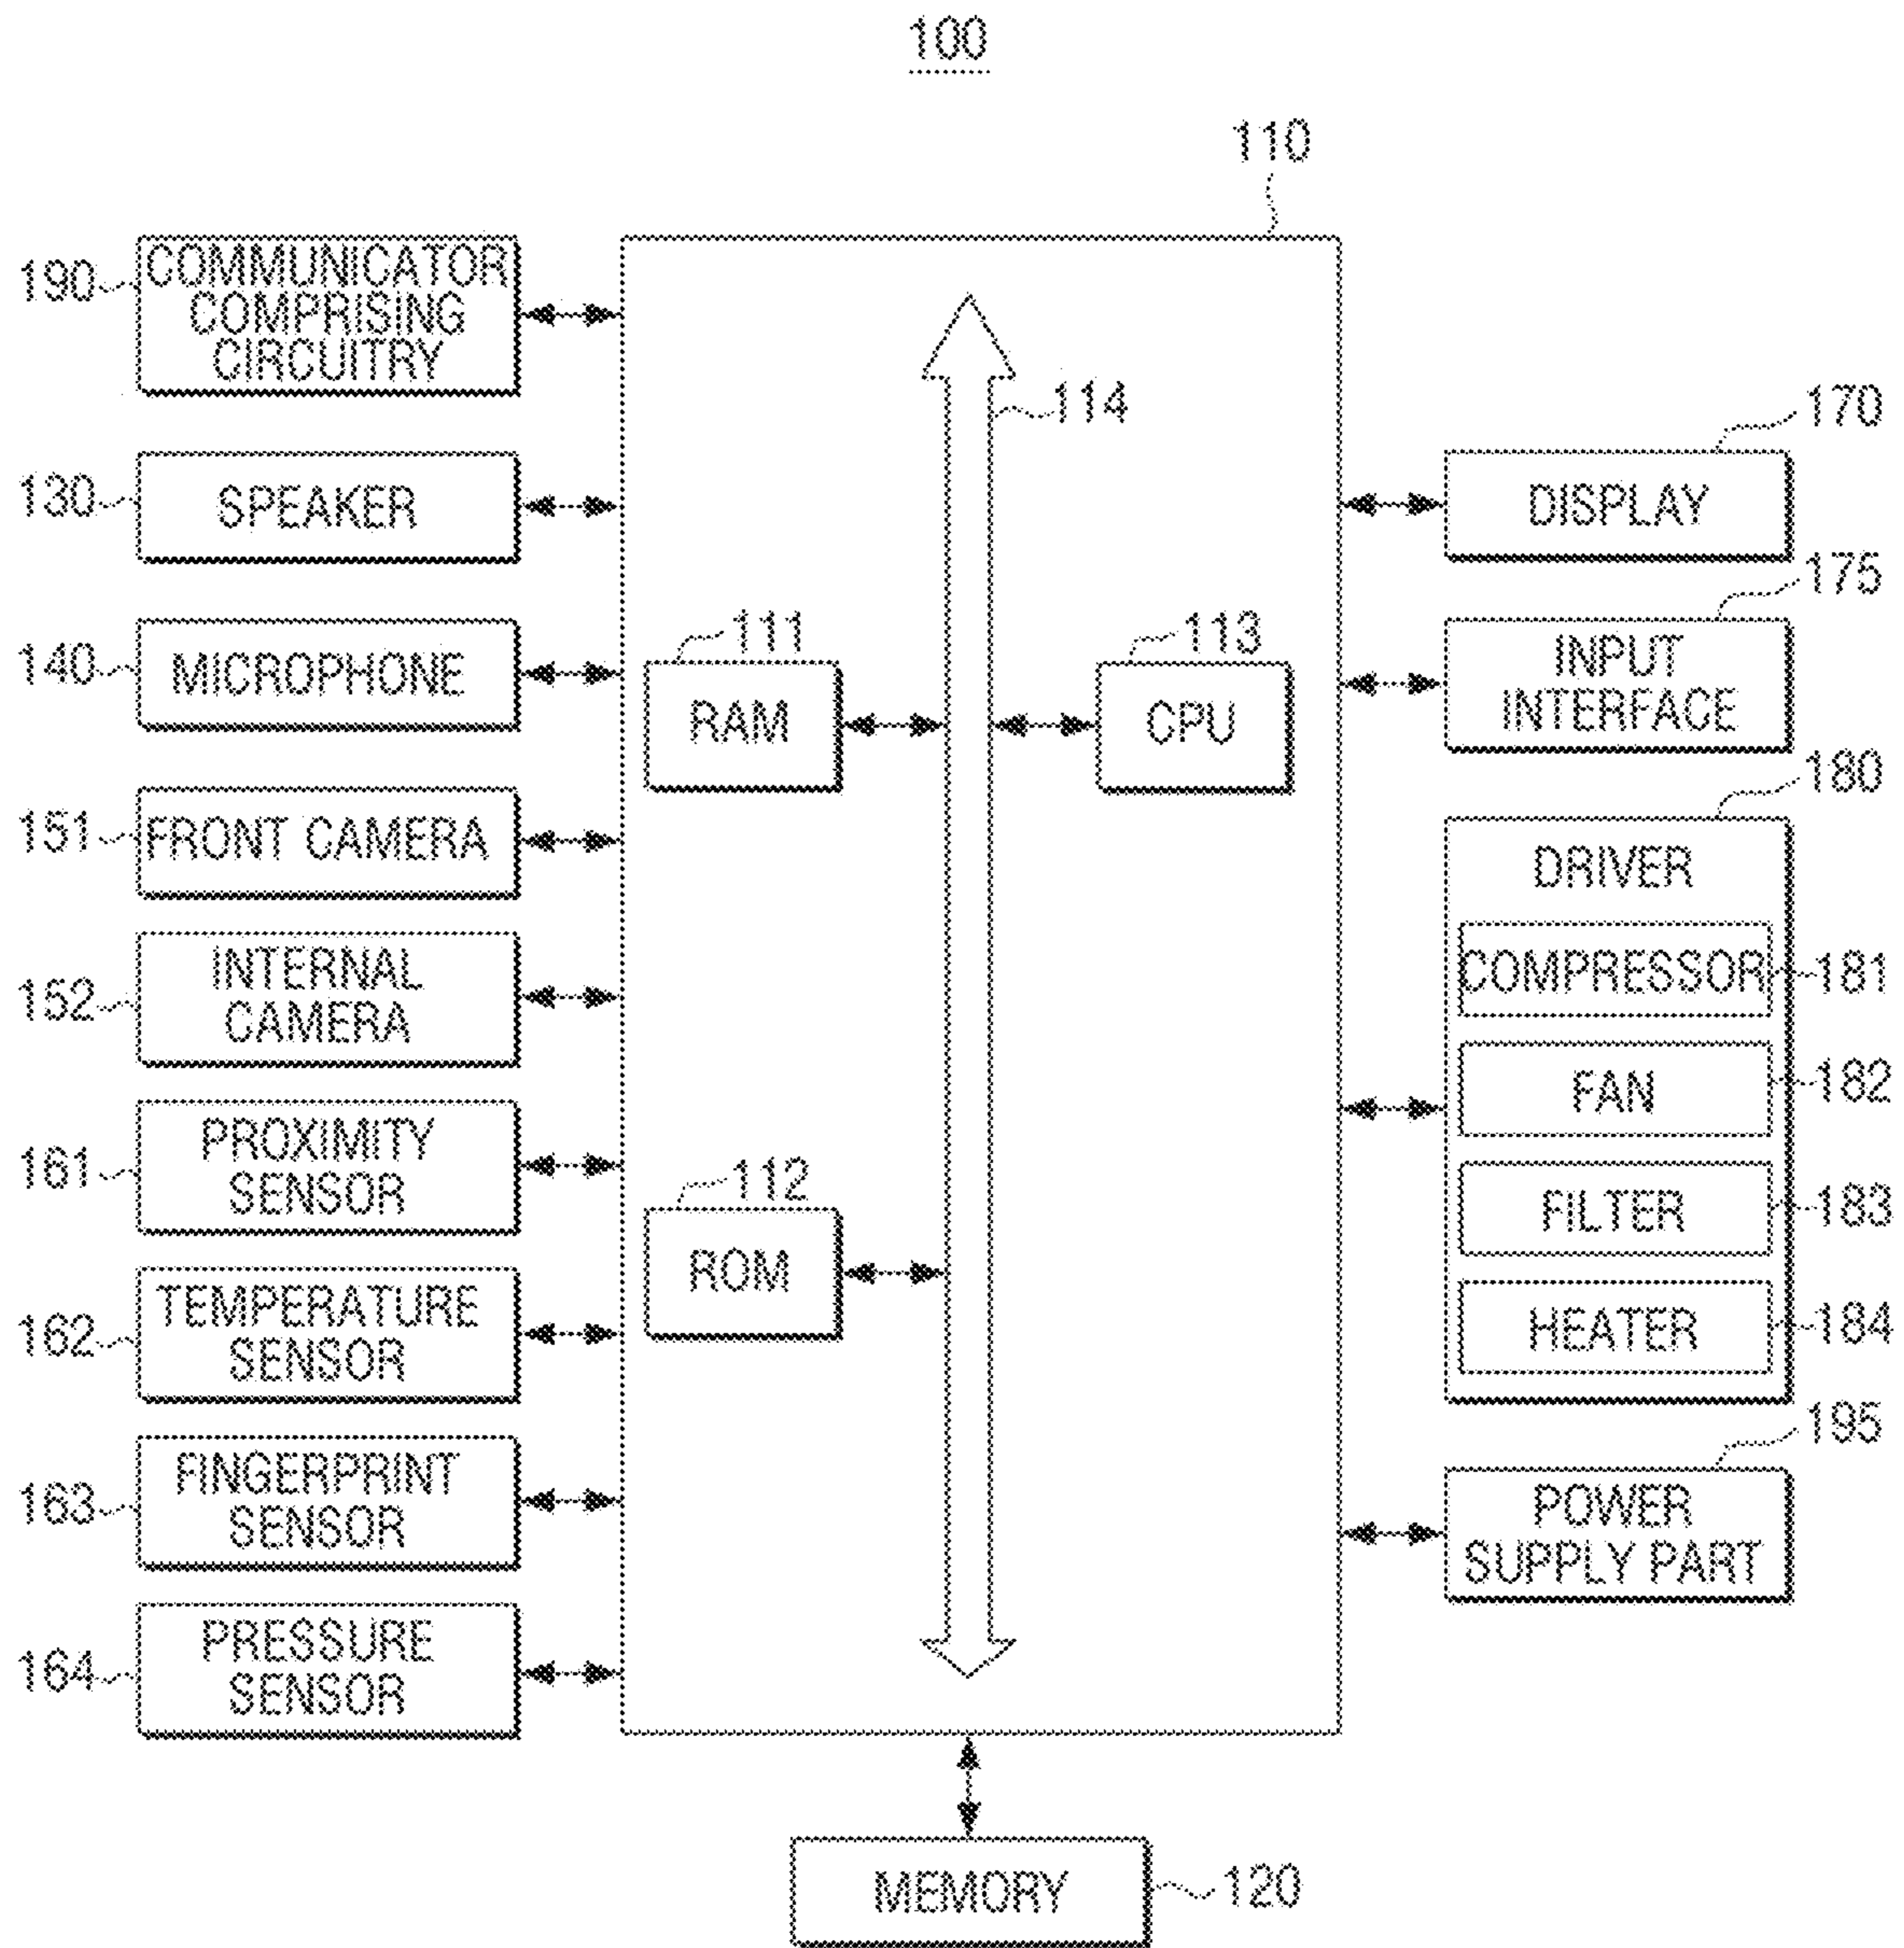 100
110
190
COMMUNICATOR
COMPRISING
CIRCUITRY
114
130
SPEAKER
140
MICROPHONE
151
FRONT CAMERA
152
INTERNAL
CAMERA
161
PROXIMITY
SENSOR
162
TEMPERATURE
SENSOR
163
FINGERPRINT
SENSOR
164
PRESSURE
SENSOR
111
RAM
113
CPU
112
ROM
170
DISPLAY
175
INPUT
INTERFACE
180
DRIVER
COMPRESSOR
181
FAN
182
FILTER
183
HEATER
184
195
POWER
SUPPLY PART
MEMORY
120